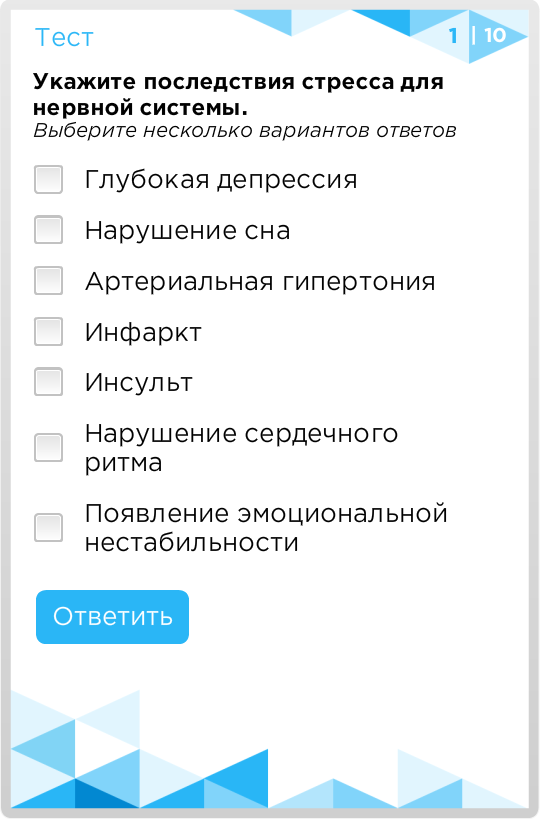 Тест
1 | 10
Укажите последствия стресса для
нервной системы.
Выберите несколько вариантов ответов
Глубокая депрессия
Нарушение сна
Артериальная гипертония
Инфаркт
Инсульт
Нарушение сердечного
ритма
Появление эмоциональной
нестабильности
Ответить